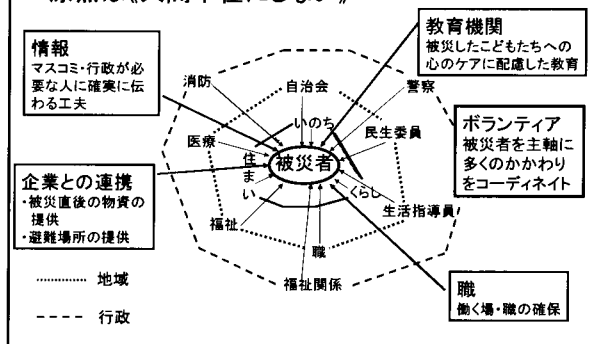 情報
マスコミ・行政が必
要な人に確実に伝
わる工夫
教育機関
被災したこどもたちへの
心のケアに配慮した教育
消防
自治会
警察
いのち
医療
民生委員
ボランティア
被災者を主軸に
多くのかかわり
をコーディネイト
住まい
被災者
くらし
企業との連携
・被災直後の物資の
提供
・避難場所の提供
福祉
生活指導員
職
福祉関係
職
働く場・職の確保
地域
行政